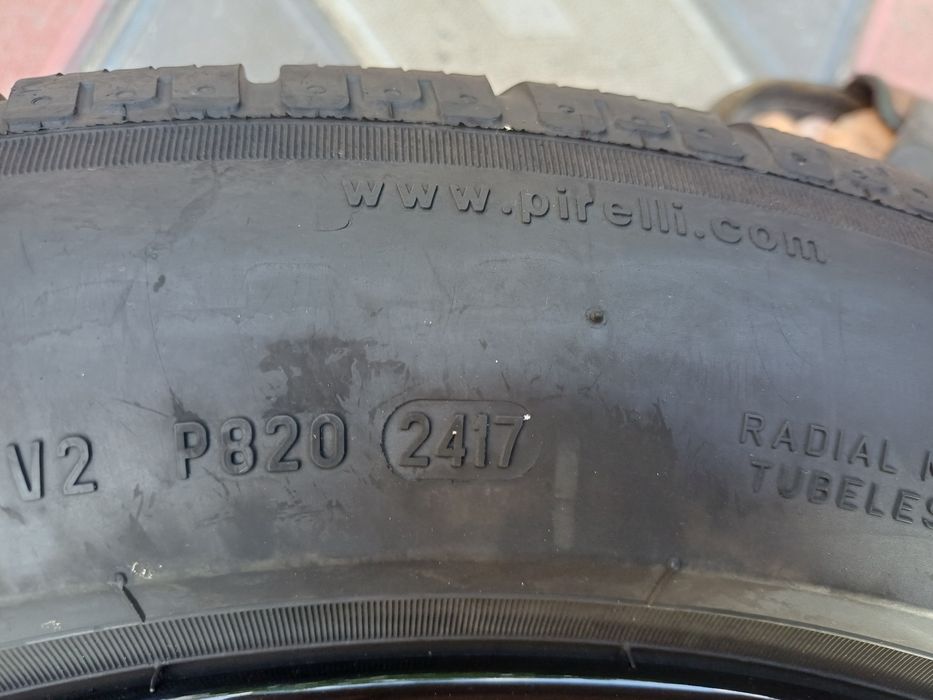 www.pirelli.com
V2 P820 2417
RADIAL
TUBELES